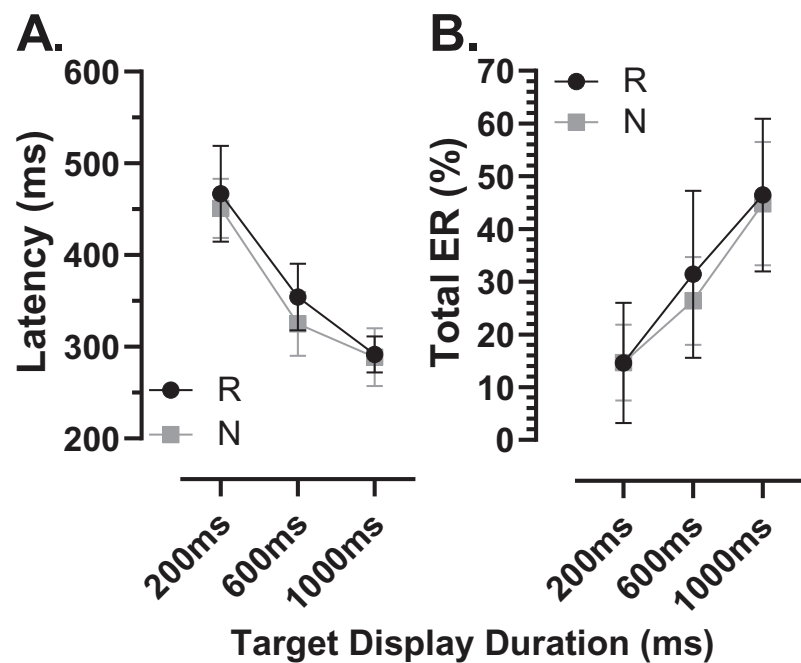 A.
Latency (ms)
600
500
400
300
200
R
N
200ms
600ms
1000ms
B.
Total ER (%)
70
60
50
40
30
20
10
0
R
N
200ms
600ms
1000ms
Target Display Duration (ms)